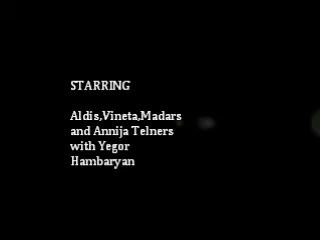 STARRING
Aldis,Vineta,Madars
and Annija Telners
with Yegor
Hambaryan